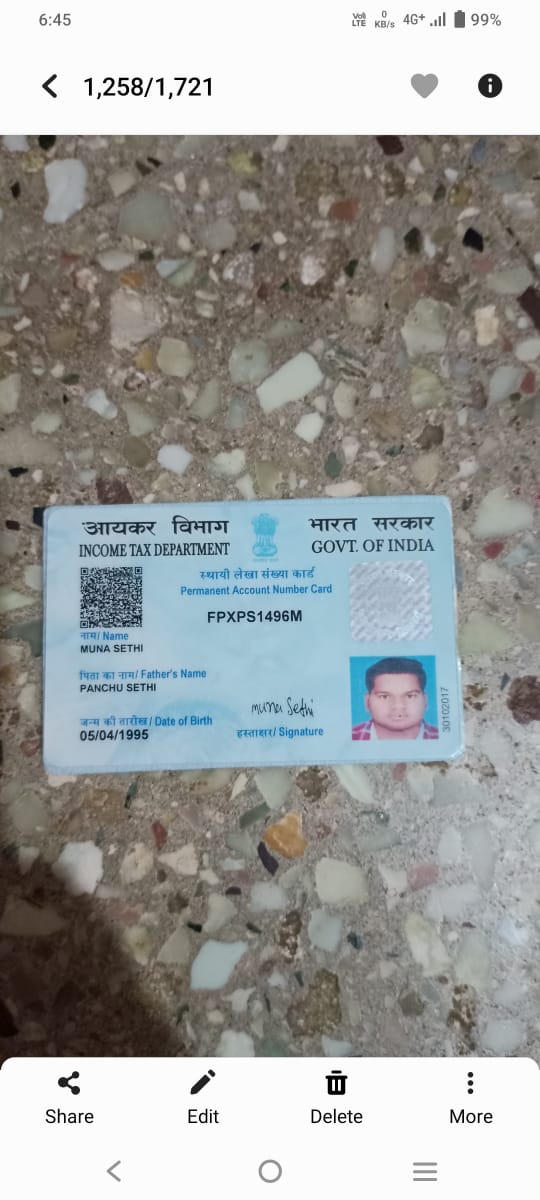 6:45
Vo) LTE 0 KB/s 4G+ 99%
1,258/1,721
आयकर विभाग
INCOME TAX DEPARTMENT
भारत सरकार
GOVT. OF INDIA
स्थायी लेखा संख्या कार्ड
Permanent Account Number Card
FPXPS1496M
नाम/ Name
MUNA SETHI
पिता का नाम/ Father's Name
PANCHU SETHI
जन्म की तारीख/ Date of Birth
05/04/1995
muna Sethi
हस्ताक्षर/ Signature
30102017
Share Edit Delete More